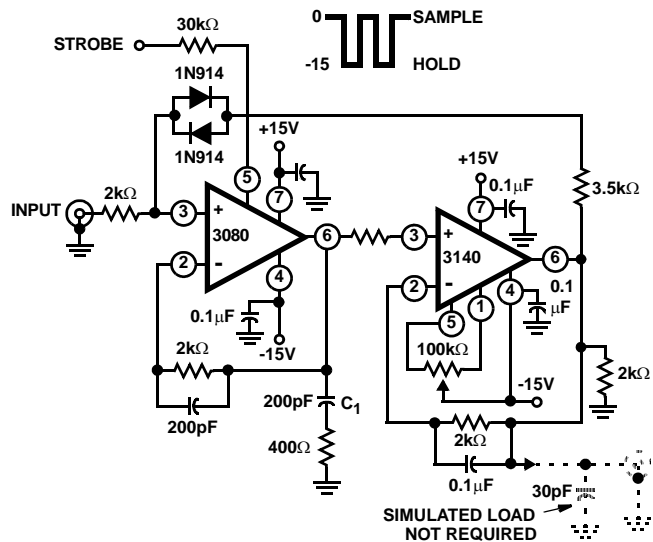 0
SAMPLE
-15
HOLD
30kΩ
STROBE
1N914
1N914
+15V
+15V
0.1µF
3.5kΩ
INPUT
2kΩ
5
7
7
3
+
3080
6
3
+
3140
6
2
-
4
2
-
4
0.1
µF
5
1
0.1µF
-15V
100kΩ
-15V
2kΩ
2kΩ
200pF
200pF
C1
400Ω
2kΩ
0.1µF
30pF
SIMULATED LOAD
NOT REQUIRED